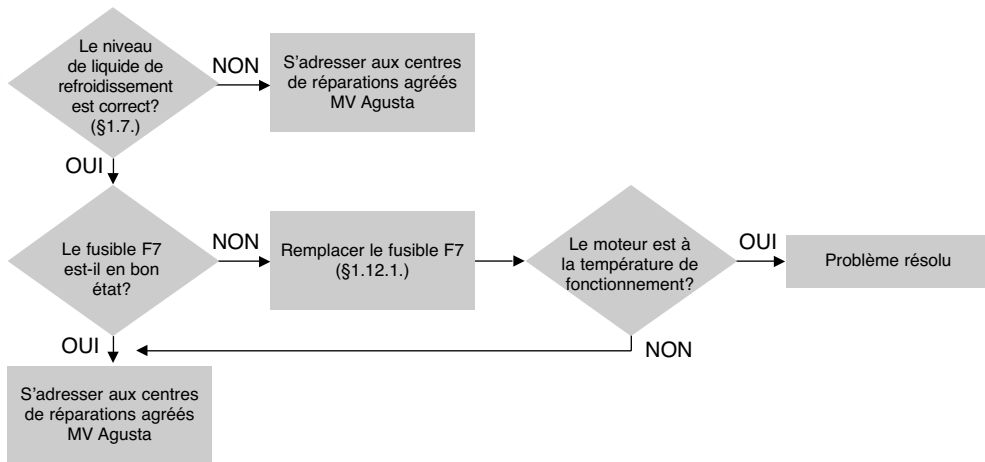 Le niveau
de liquide de
refroidissement
est correct?
(§1.7.)
NON
S'adresser aux centres
de réparations agréés
MV Agusta
OUI
Le fusible F7
est-il en bon
état?
NON
Remplacer le fusible F7
(§1.12.1.)
Le moteur est à
la température de
fonctionnement?
OUI
Problème résolu
OUI
NON
S'adresser aux centres
de réparations agréés
MV Agusta